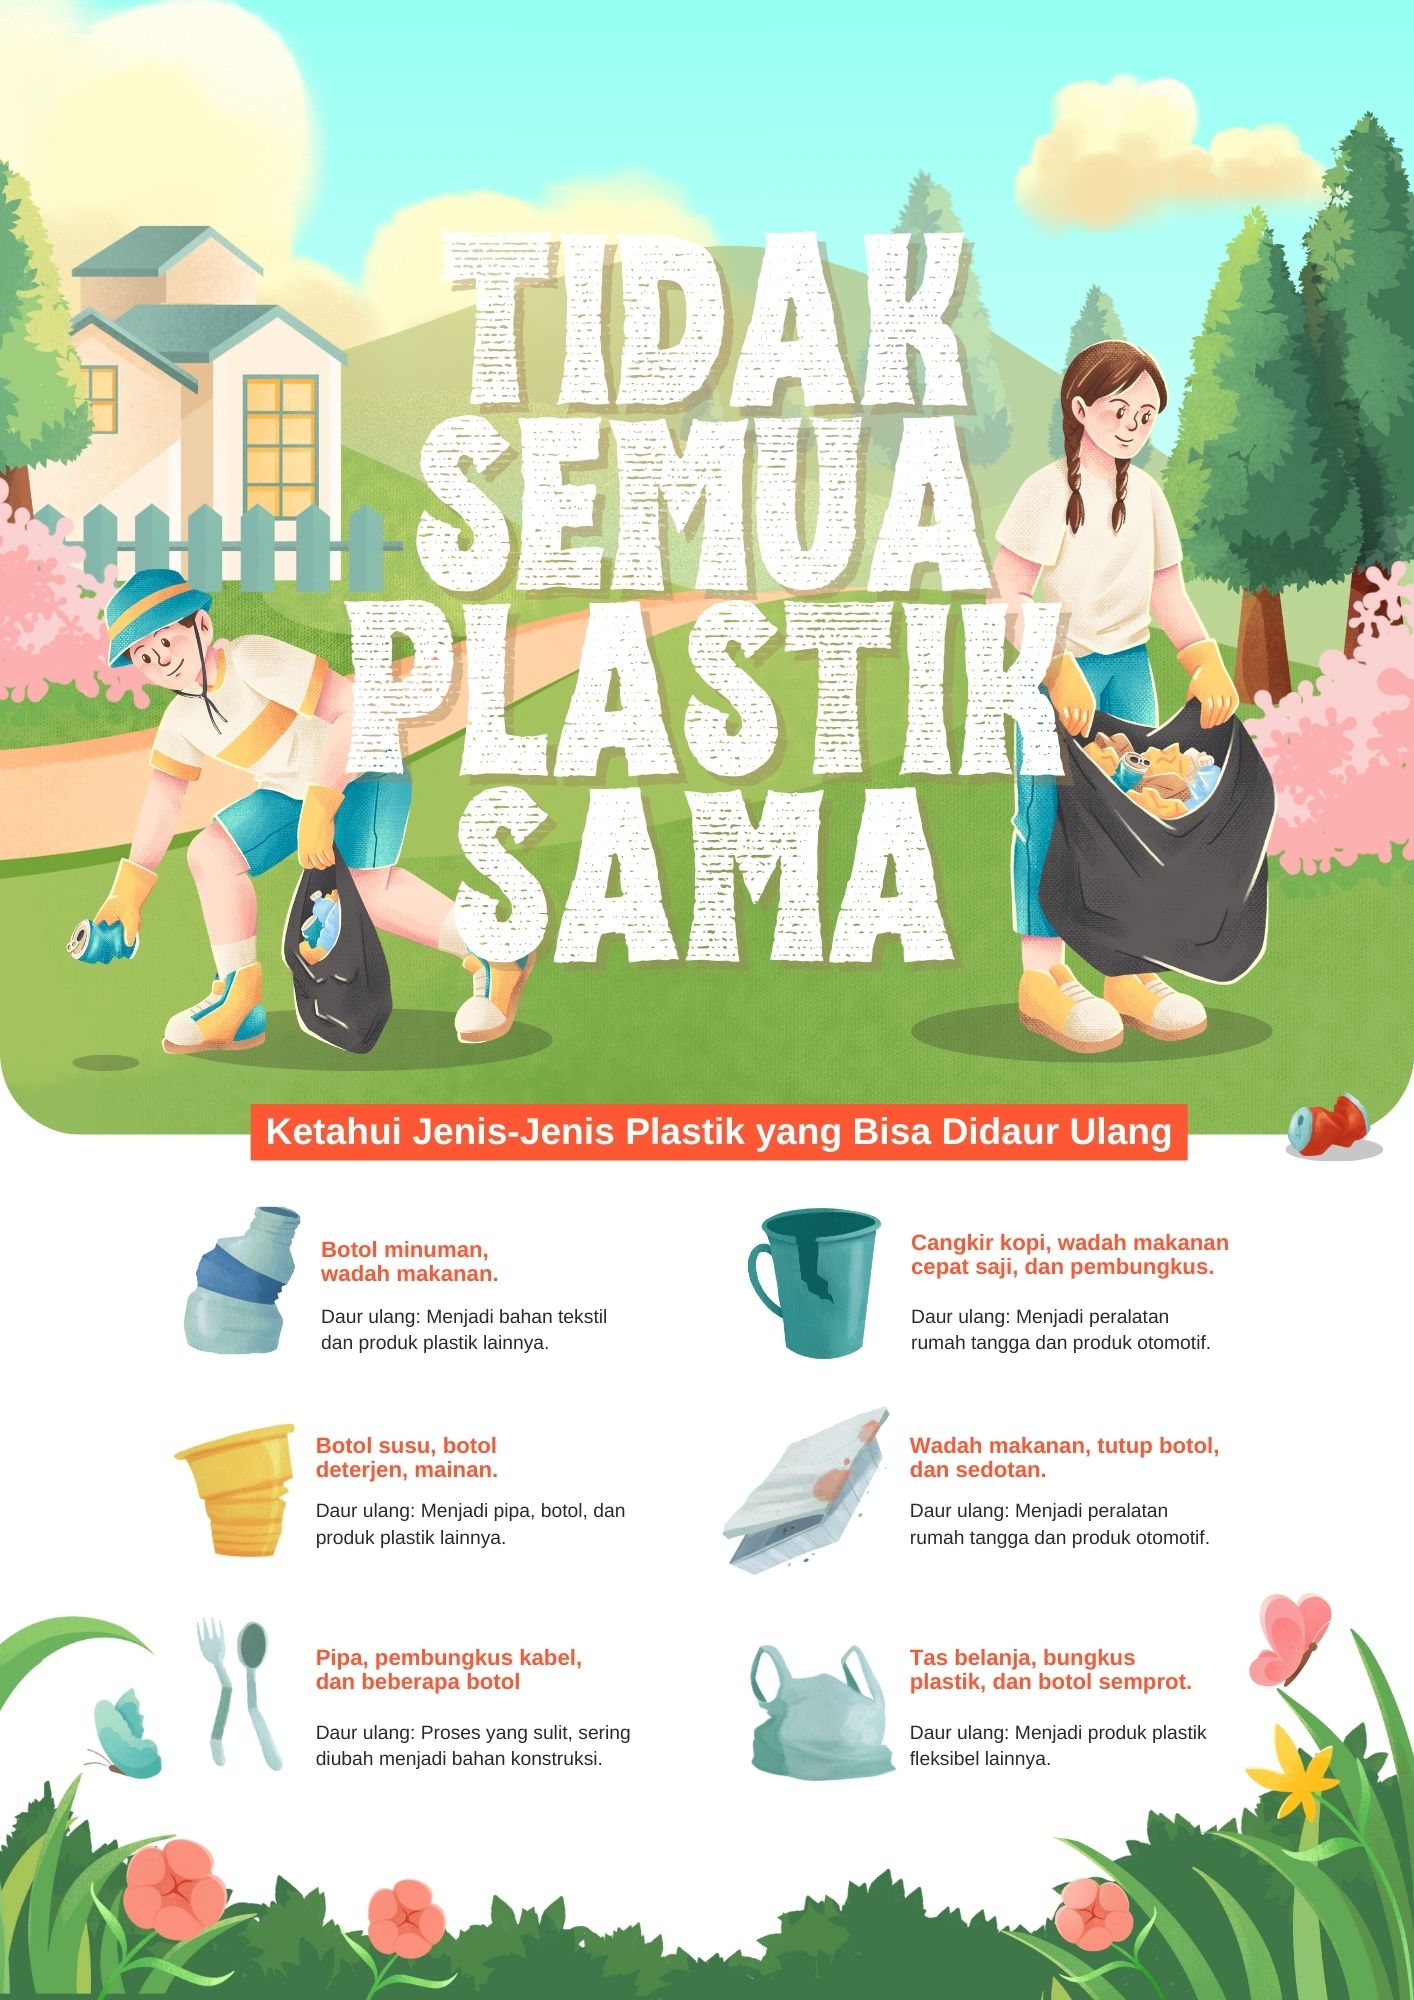 TIDAK
SEMUA
PLASTIK
SAMA
Ketahui Jenis-Jenis Plastik yang Bisa Didaur Ulang
Botol minuman,
wadah makanan.
Daur ulang: Menjadi bahan tekstil
dan produk plastik lainnya.
Cangkir kopi, wadah makanan
cepat saji, dan pembungkus.
Daur ulang: Menjadi peralatan
rumah tangga dan produk otomotif.
Botol susu, botol
deterjen, mainan.
Daur ulang: Menjadi pipa, botol, dan
produk plastik lainnya.
Wadah makanan, tutup botol,
dan sedotan.
Daur ulang: Menjadi peralatan
rumah tangga dan produk otomotif.
Pipa, pembungkus kabel,
dan beberapa botol
Daur ulang: Proses yang sulit, sering
diubah menjadi bahan konstruksi.
Tas belanja, bungkus
plastik, dan botol semprot.
Daur ulang: Menjadi produk plastik
fleksibel lainnya.